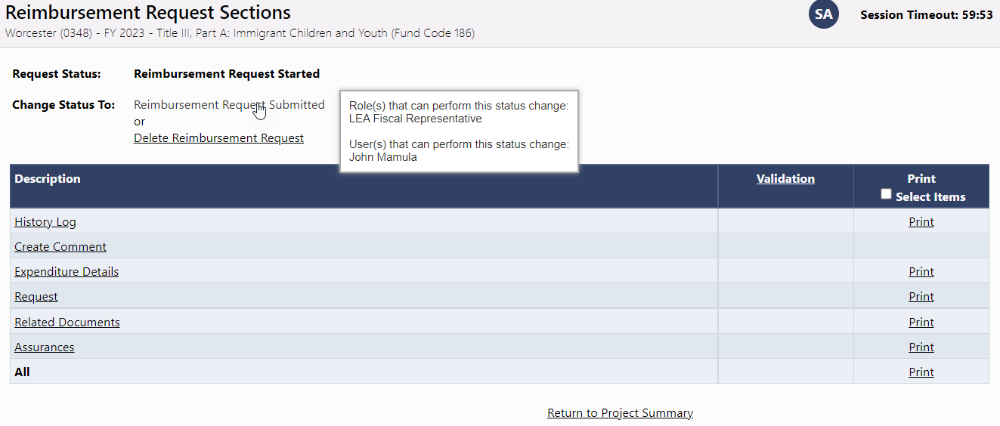 Reimbursement Request Sections
SA
Session Timeout: 59:53
Worcester (0348) - FY 2023 - Title III, Part A: Immigrant Children and Youth (Fund Code 186)
Request Status: Reimbursement Request Started
Change Status To: Reimbursement Request Submitted
or
Delete Reimbursement Request
Role(s) that can perform this status change:
LEA Fiscal Representative
User(s) that can perform this status change:
John Mamula
Description Validation Print
Select Items
History Log Print
Create Comment
Expenditure Details Print
Request Print
Related Documents Print
Assurances Print
All Print
Return to Project Summary